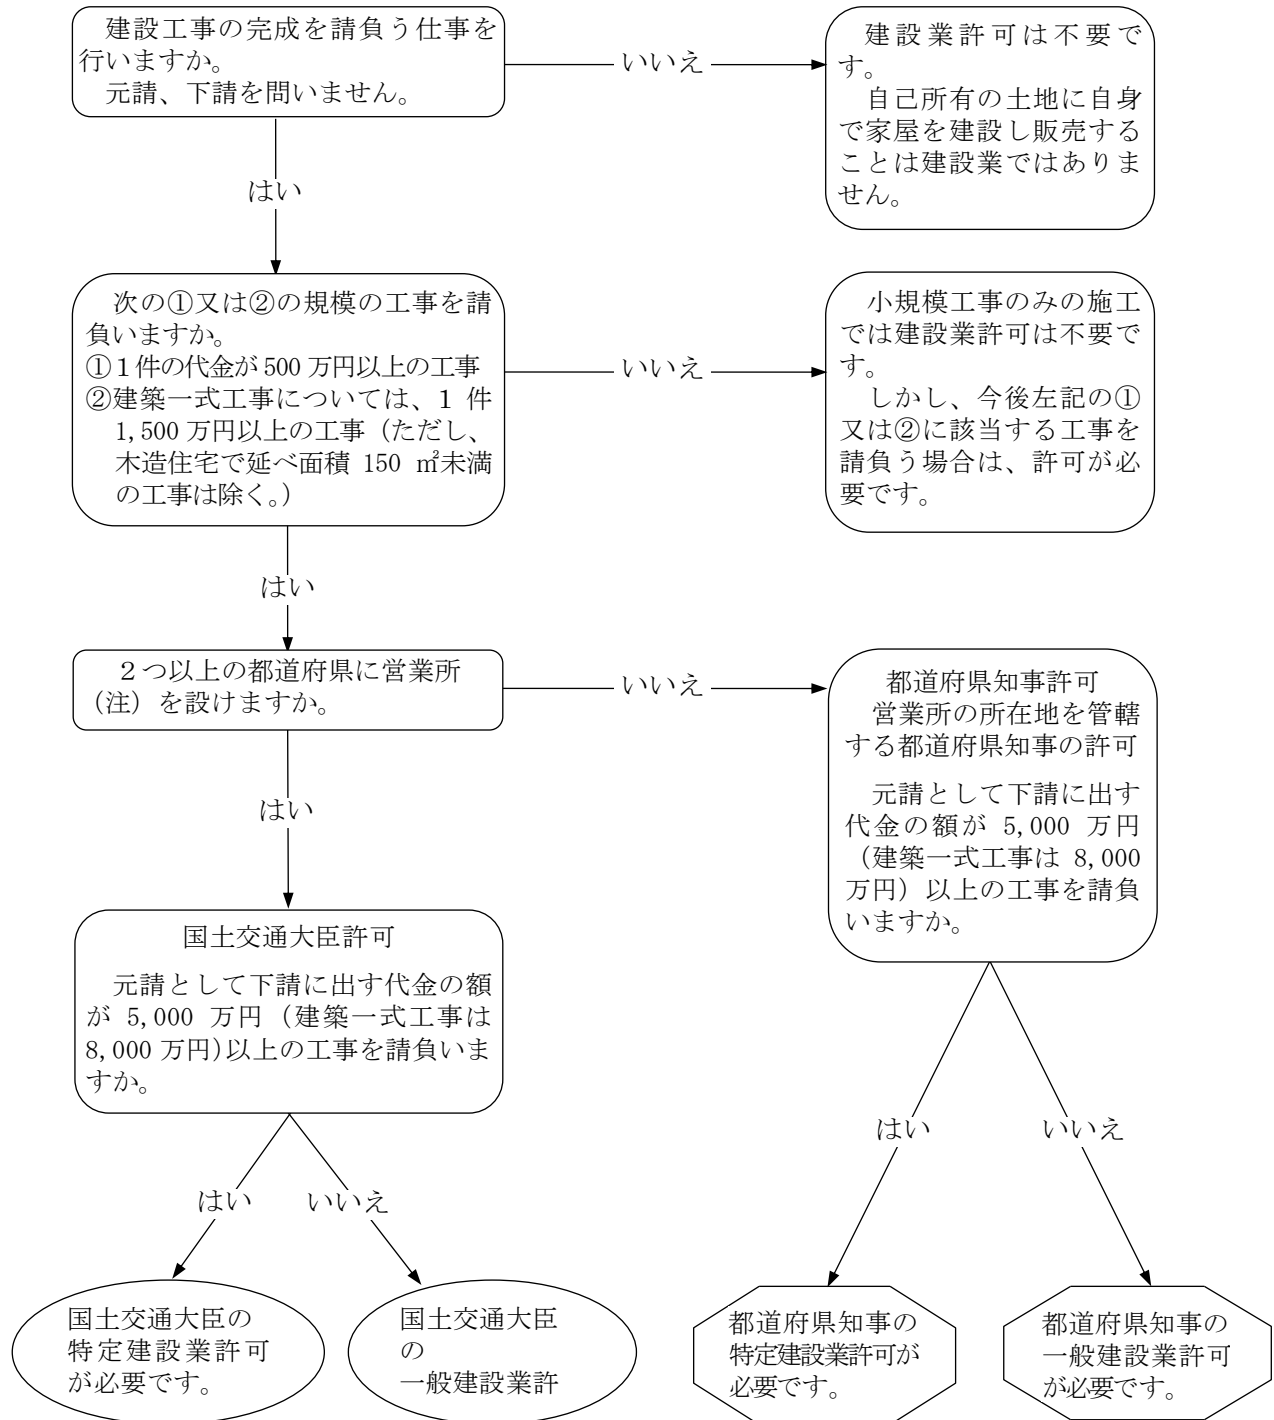 建設工事の完成を請負う仕事を
行いますか。
元請、下請を問いません。
いいえ
建設業許可は不要で
す。
自己所有の土地に自身
で家屋を建設し販売する
ことは建設業ではありま
せん。
はい
次の①又は②の規模の工事を請
負いますか。
①１件の代金が500万円以上の工事
②建築一式工事については、１件
1,500万円以上の工事（ただし、
木造住宅で延べ面積 150 ㎡未満
の工事は除く。）
いいえ
小規模工事のみの施工
では建設業許可は不要で
す。
しかし、今後左記の①
又は②に該当する工事を
請負う場合は、許可が必
要です。
はい
２つ以上の都道府県に営業所
（注）を設けますか。
いいえ
都道府県知事許可
営業所の所在地を管轄
する都道府県知事の許可
元請として下請に出す
代金の額が 5,000 万円
（建築一式工事は 8,000
万円）以上の工事を請負
いますか。
はい
国土交通大臣許可
元請として下請に出す代金の額
が 5,000 万円（建築一式工事は
8,000 万円）以上の工事を請負いま
すか。
はい
いいえ
はい
いいえ
国土交通大臣の
特定建設業許可
が必要です。
国土交通大臣
の
一般建設業許
都道府県知事の
特定建設業許可が
必要です。
都道府県知事の
一般建設業許可
が必要です。